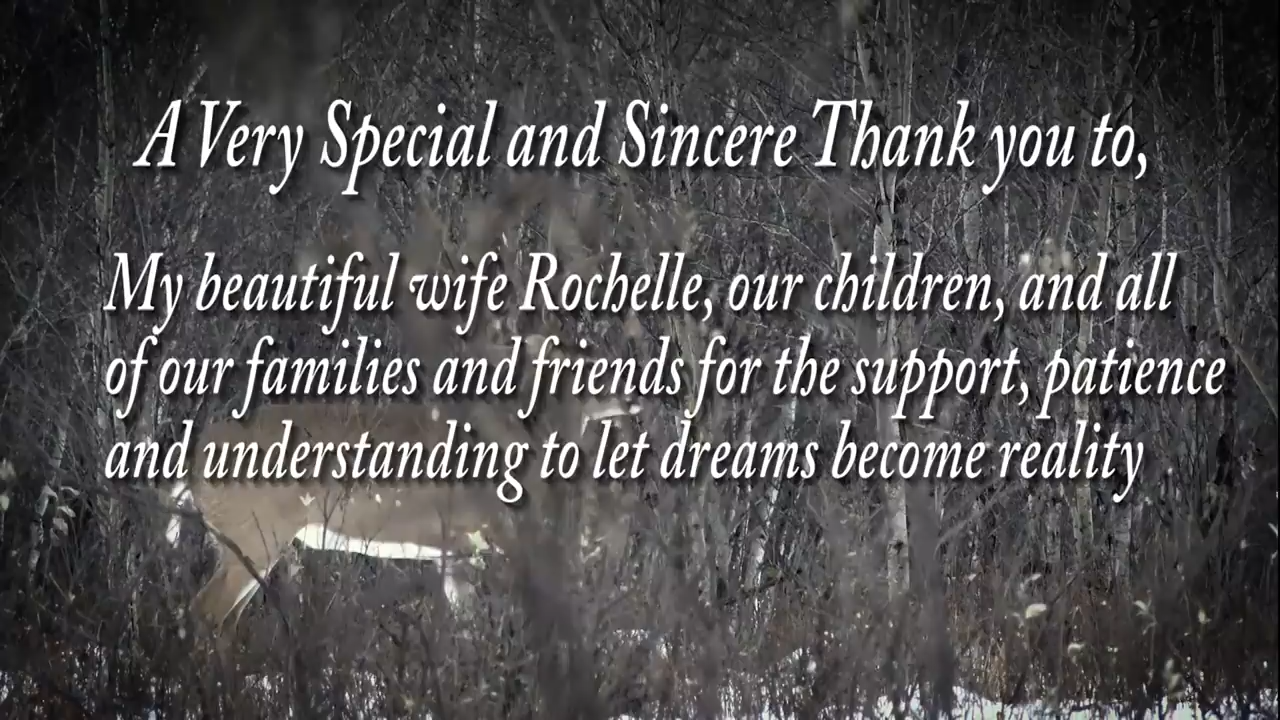 A Very Special and Sincere Thank you to,
My beautiful wife Rochelle, our children, and all
of our families and friends for the support, patience
and understanding to let dreams become reality